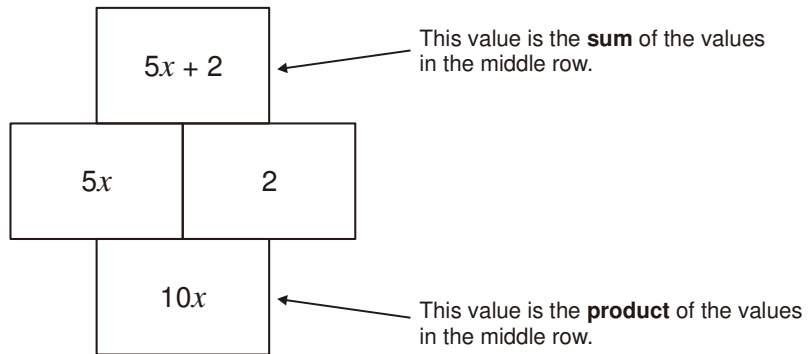 5x + 2
This value is the sum of the values
in the middle row.
5x
2
10x
This value is the product of the values
in the middle row.